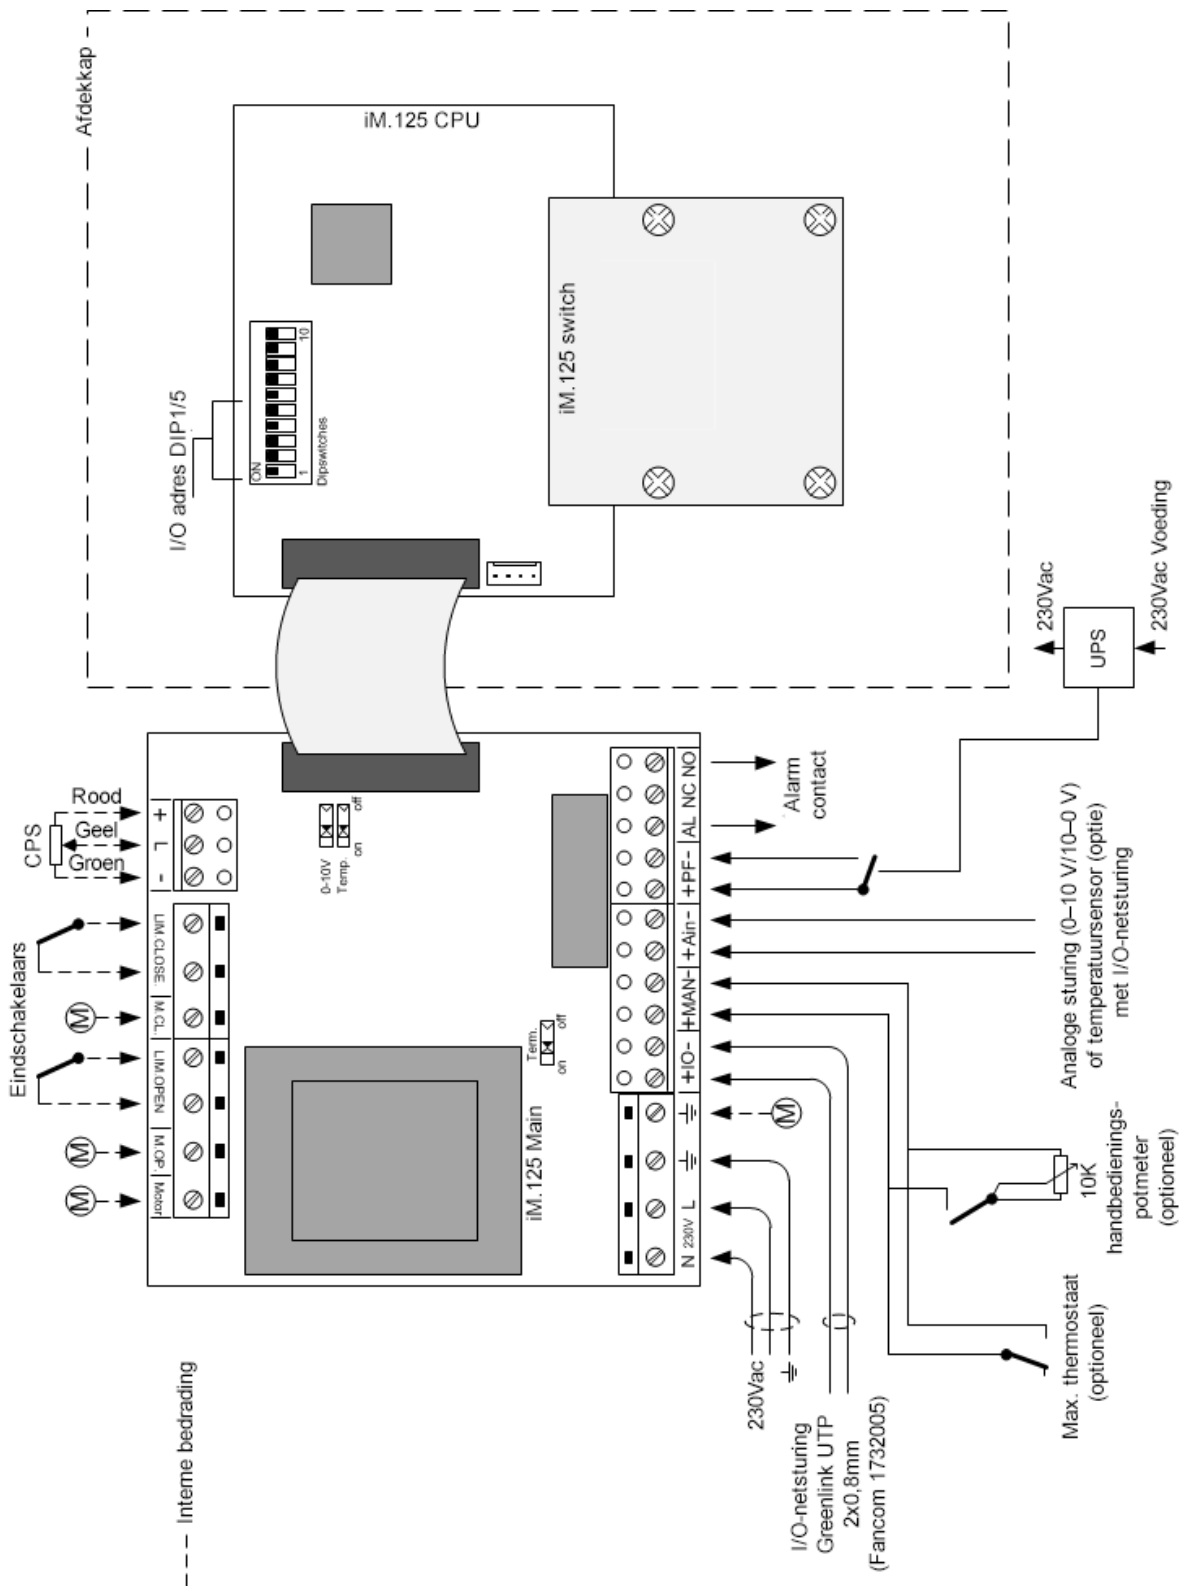 Interne bedrading
Eindschakelaars
CPS
Rood
Geel
Groen
M
M
M
Motor
M.OP.
LIM.OPEN
M.CL.
LIM.CLOSE.
-
L
+
iM.125 Main
Term.
on
off
0-10V
Temp.
on
off
N
230V
L
+IO-
+MAN-
+Ain-
+PF-
AL
NC
NO
M
230Vac
I/O-netsturing
Greenlink UTP
2x0,8mm
(Fancom 1732005)
Max. thermostaat
(optioneel)
10K
handbedienings-
potmeter
(optioneel)
Analoge sturing (0–10 V/10–0 V)
of temperatuursensor (optie)
met I/O-netsturing
Alarm
contact
UPS
230Vac
230Vac Voeding
Afdekkap
iM.125 CPU
I/O adres DIP1/5
ON
1
10
Dipswitches
iM.125 switch